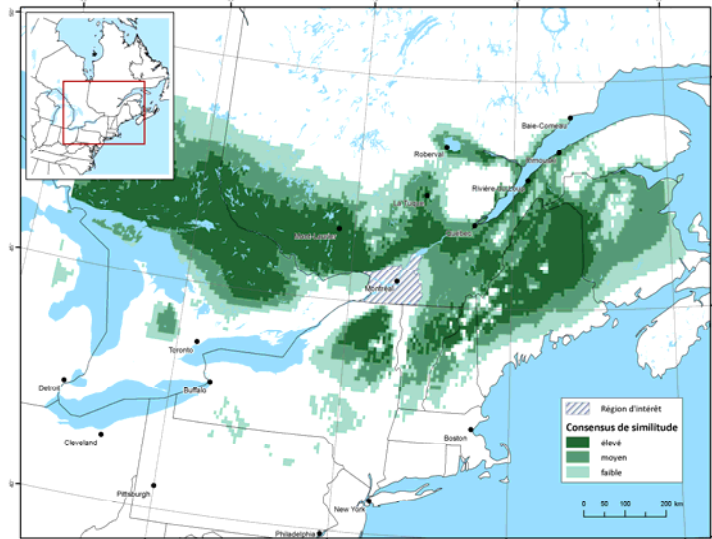 Baie-Comeau
Rimouski
Roberval
Rivière-du-Loup
La Tuque
Québec
Mont-Laurier
Montréal
Toronto
Detroit
Buffalo
Cleveland
Boston
Pittsburgh
New York
Philadelphia
Région d'intérêt
Consensus de similitude
élevé
moyen
faible
0 50 100 200 km